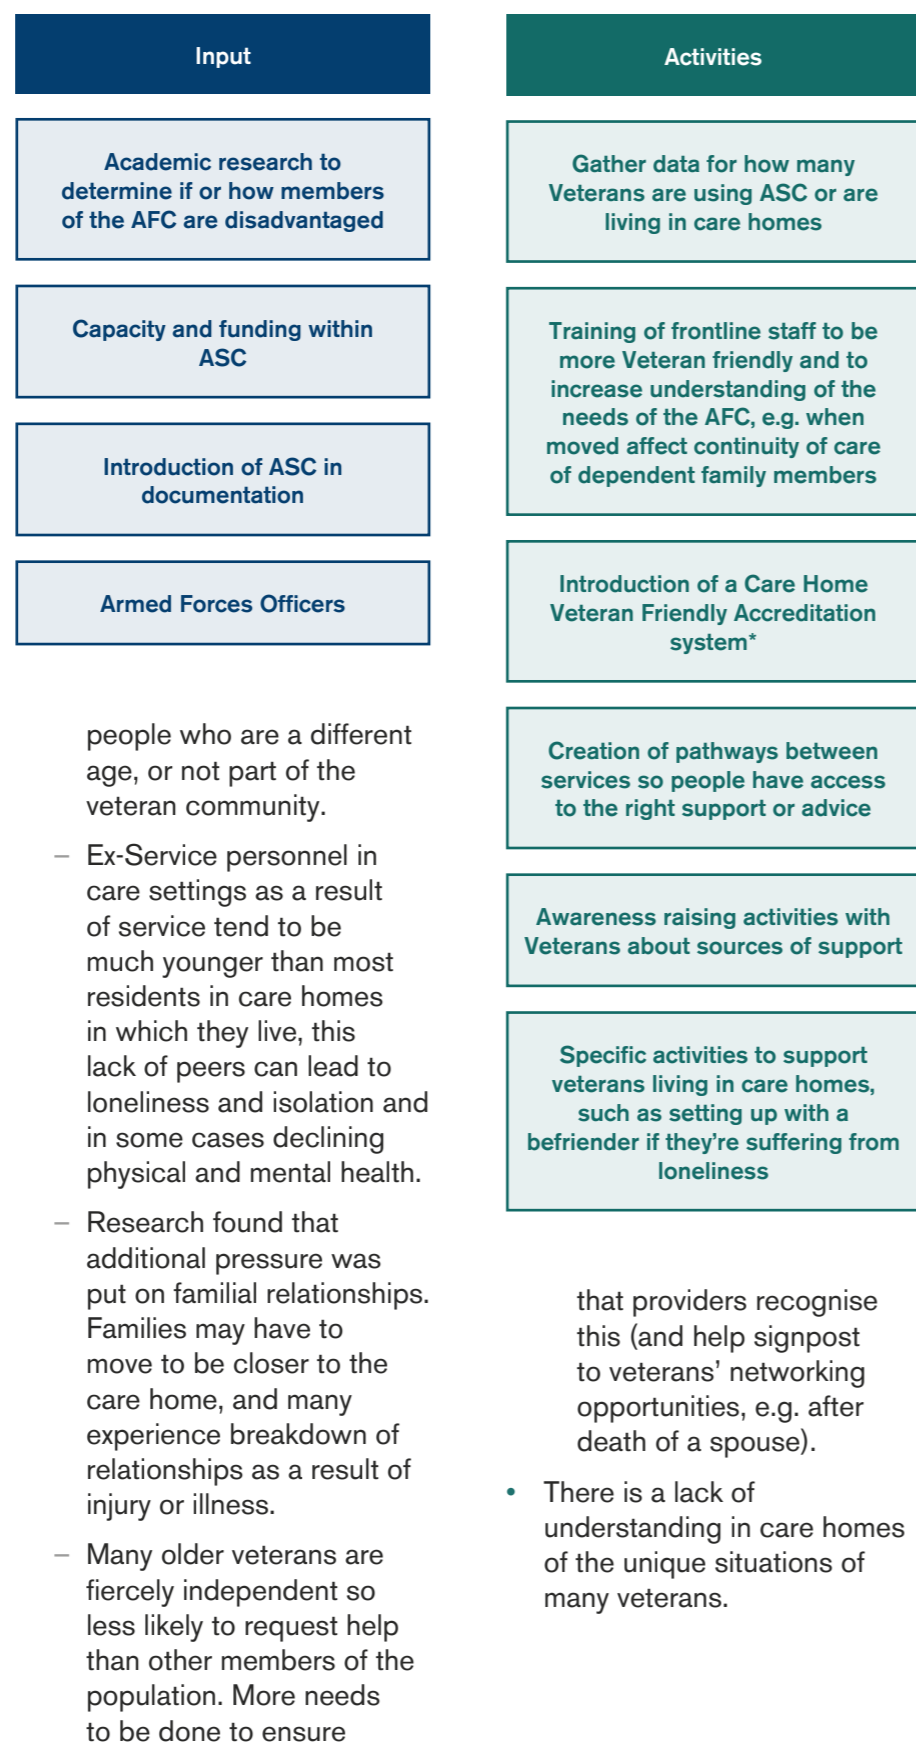 Input
Academic research to
determine if or how members
of the AFC are disadvantaged
Capacity and funding within
ASC
Introduction of ASC in
documentation
Armed Forces Officers
Activities
Gather data for how many
Veterans are using ASC or are
living in care homes
Training of frontline staff to be
more Veteran friendly and to
increase understanding of the
needs of the AFC, e.g. when
moved affect continuity of care
of dependent family members
Introduction of a Care Home
Veteran Friendly Accreditation
system*
Creation of pathways between
services so people have access
to the right support or advice
Awareness raising activities with
Veterans about sources of support
Specific activities to support
veterans living in care homes,
such as setting up with a
befriender if they’re suffering from
loneliness
people who are a different
age, or not part of the
veteran community.
– Ex-Service personnel in
care settings as a result
of service tend to be
much younger than most
residents in care homes
in which they live, this
lack of peers can lead to
loneliness and isolation and
in some cases declining
physical and mental health.
– Research found that
additional pressure was
put on familial relationships.
Families may have to
move to be closer to the
care home, and many
experience breakdown of
relationships as a result of
injury or illness.
– Many older veterans are
fiercely independent so
less likely to request help
than other members of the
population. More needs
to be done to ensure
that providers recognise
this (and help signpost
to veterans’ networking
opportunities, e.g. after
death of a spouse).
• There is a lack of
understanding in care homes
of the unique situations of
many veterans.